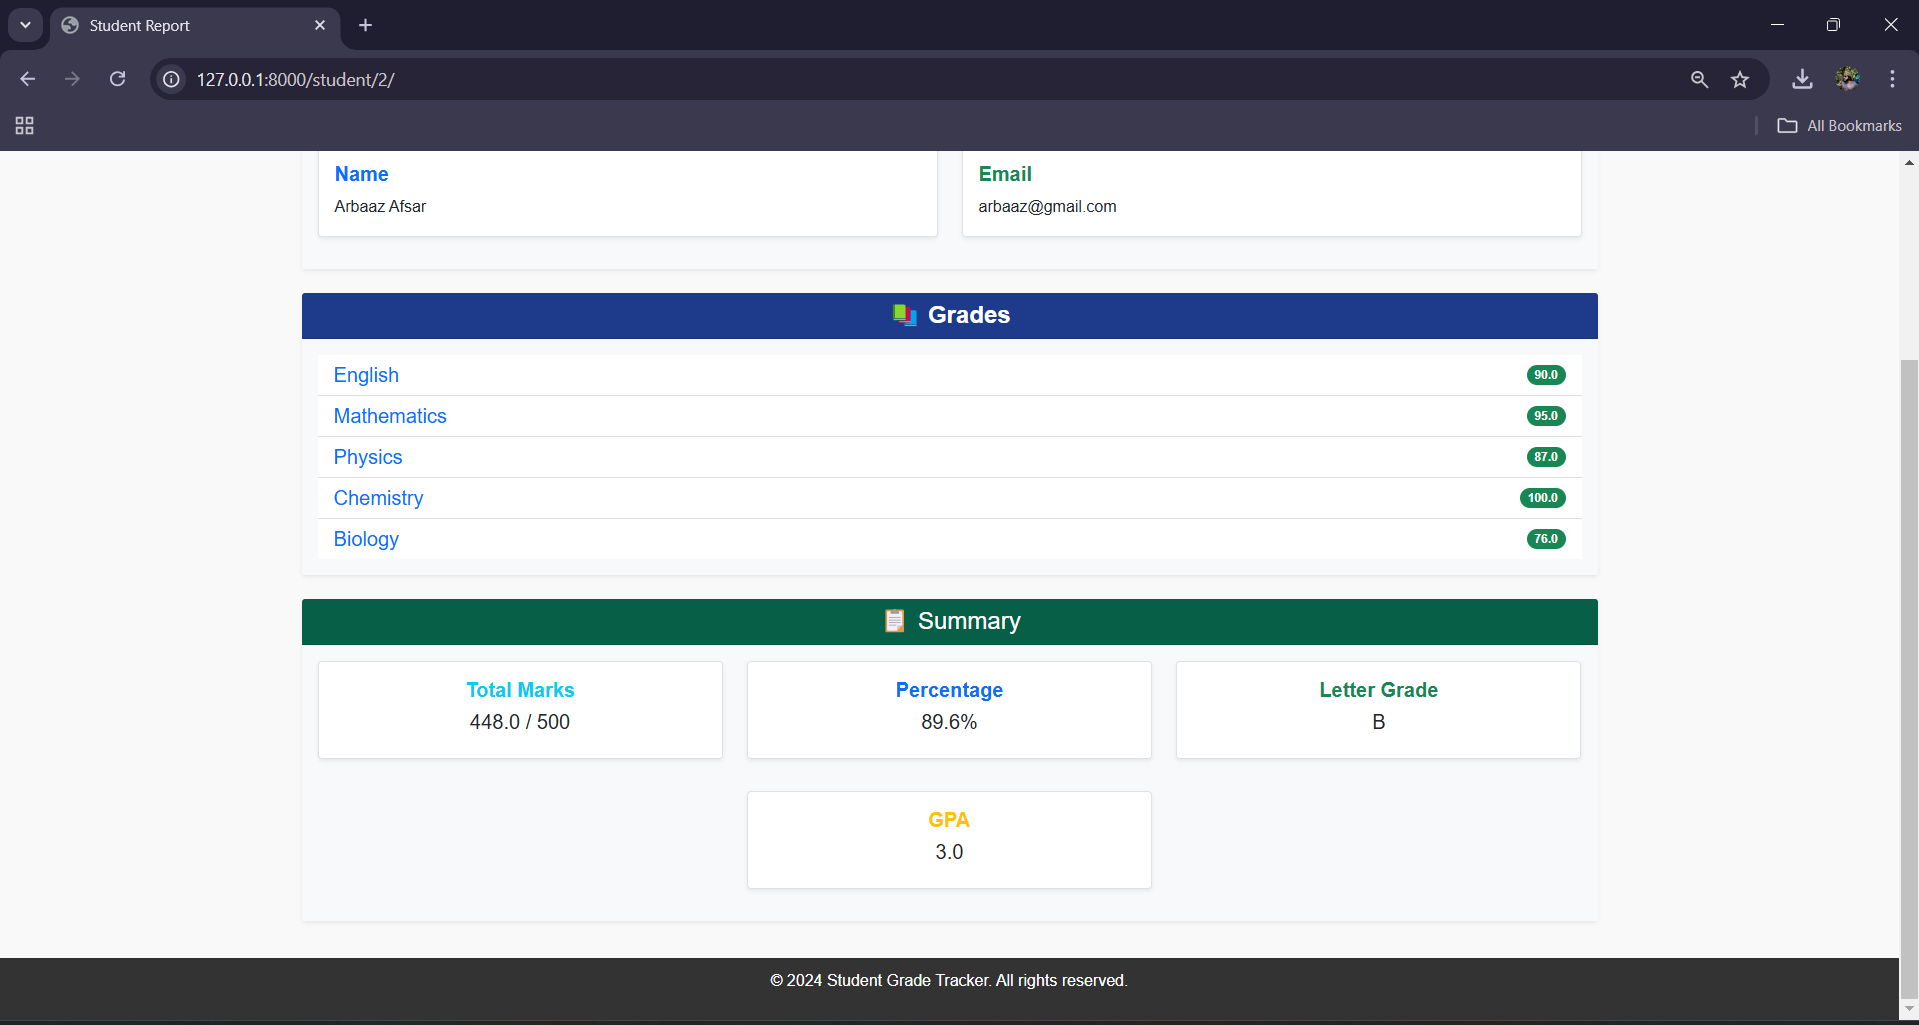 Student Report
127.0.0.1:8000/student/2/
All Bookmarks
Name
Arbaaz Afsar
Email
arbaaz@gmail.com
Grades
English
90.0
Mathematics
95.0
Physics
87.0
Chemistry
100.0
Biology
76.0
Summary
Total Marks
448.0 / 500
Percentage
89.6%
Letter Grade
B
GPA
3.0
© 2024 Student Grade Tracker. All rights reserved.